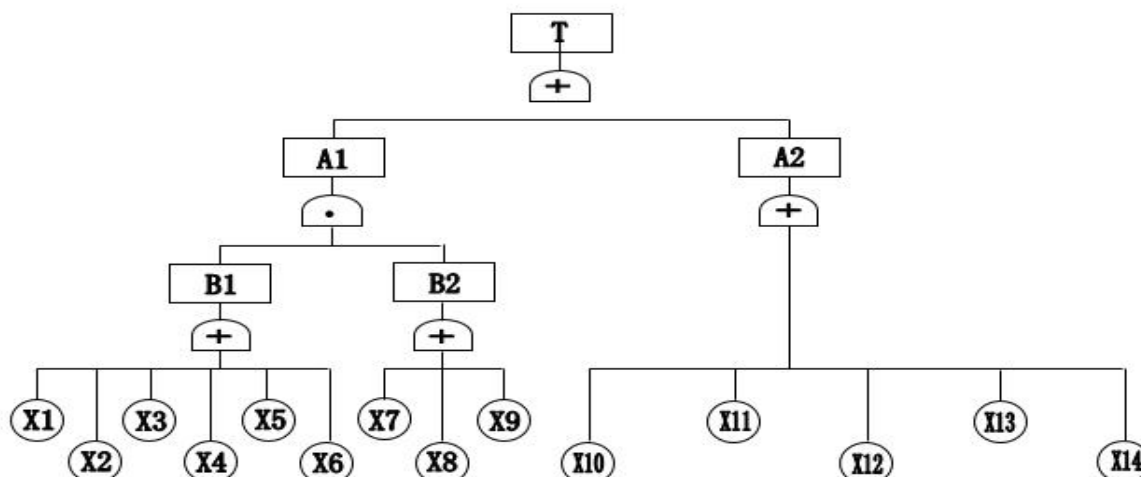 T
+
A1 A2
· +
B1 B2
+ +
X1 X3 X5 X7 X9 X11 X13
X2 X4 X6 X8 X10 X12 X14